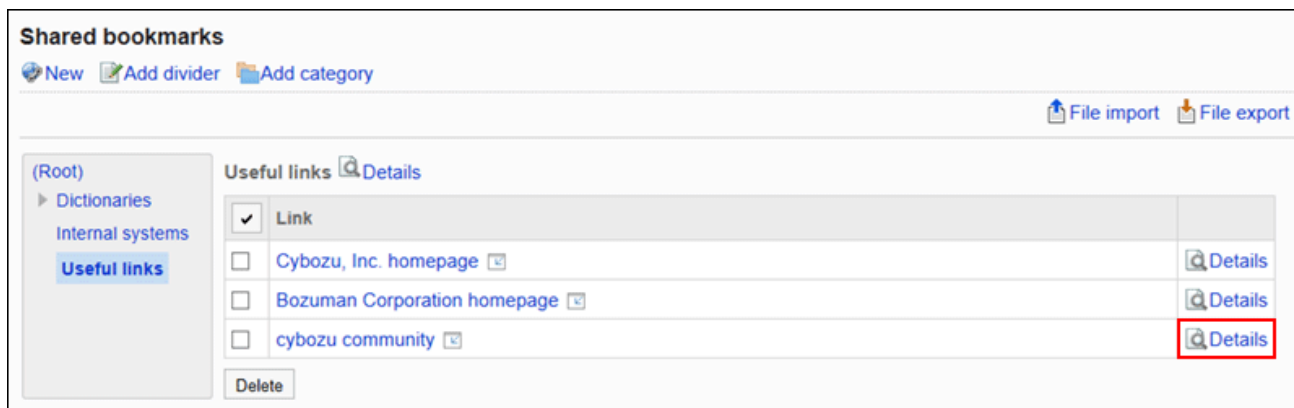 Shared bookmarks
New Add divider Add category
File import File export
(Root)
Dictionaries
Internal systems
Useful links
Useful links Details
Link
Cybozu, Inc. homepage Details
Bozuman Corporation homepage Details
cybozu community Details
Delete